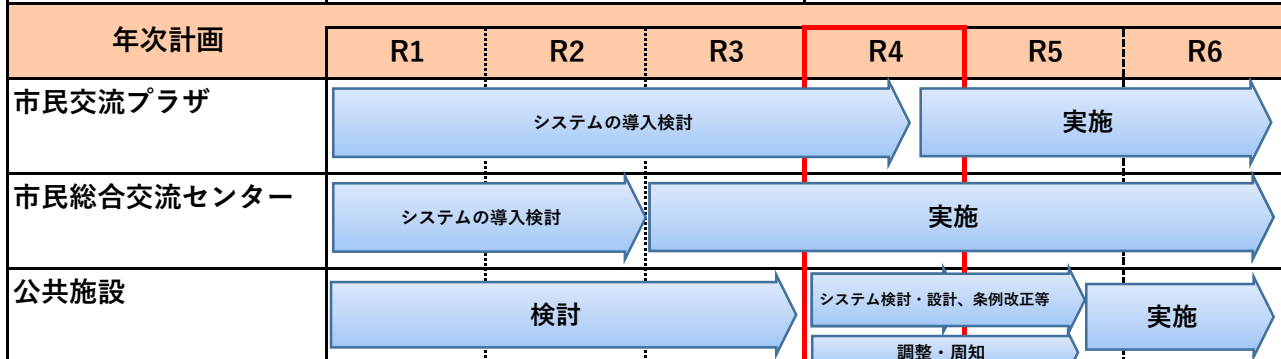 年次計画
R1 R2 R3 R4 R5 R6
市民交流プラザ
システムの導入検討 実施
市民総合交流センター
システムの導入検討 実施
公共施設
検討 システム検討・設計、条例改正等 実施
調整・周知